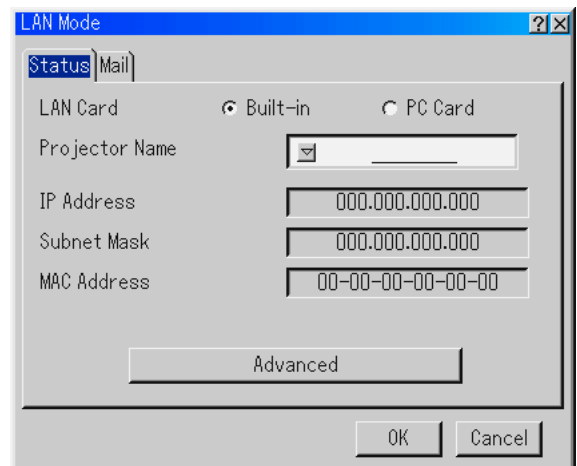 LAN Mode
Status Mail
LAN Card Built-in PC Card
Projector Name
IP Address 000.000.000.000
Subnet Mask 000.000.000.000
MAC Address 00-00-00-00-00-00
Advanced
OK Cancel